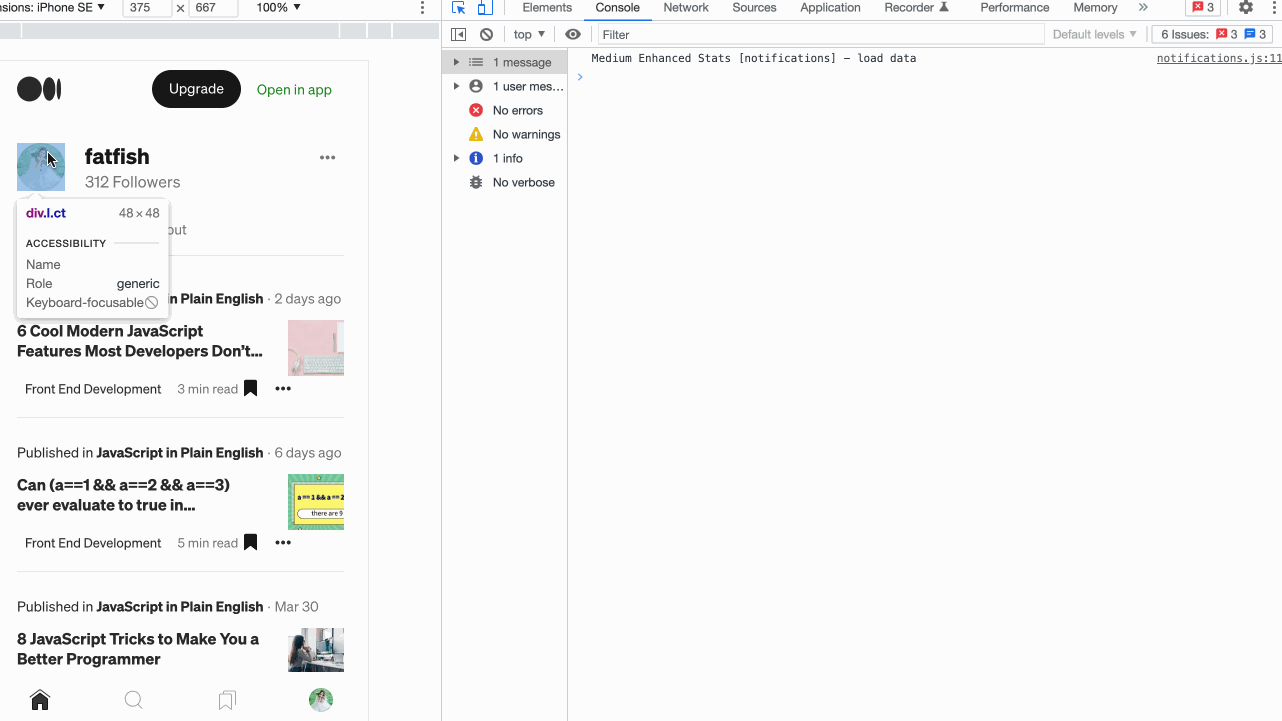 nsions: iPhone SE ▼ 375 × 667 100% ▼
Elements Console Network Sources Application Recorder Performance Memory » 3
top ▼ Filter Default levels ▼ 6 Issues: 3 3
Upgrade Open in app
fatfish
312 Followers
div.l.ct 48 × 48
ACCESSIBILITY
Name
Role generic
Keyboard-focusable
out
in Plain English · 2 days ago
6 Cool Modern JavaScript
Features Most Developers Don't...
Front End Development 3 min read
Published in JavaScript in Plain English · 6 days ago
Can (a==1 && a==2 && a==3)
ever evaluate to true in...
a == 1 && a == 2
there are 9
Front End Development 5 min read
Published in JavaScript in Plain English · Mar 30
8 JavaScript Tricks to Make You a
Better Programmer
1 message
1 user mes...
No errors
No warnings
1 info
No verbose
Medium Enhanced Stats [notifications] – load data notifications.js:11